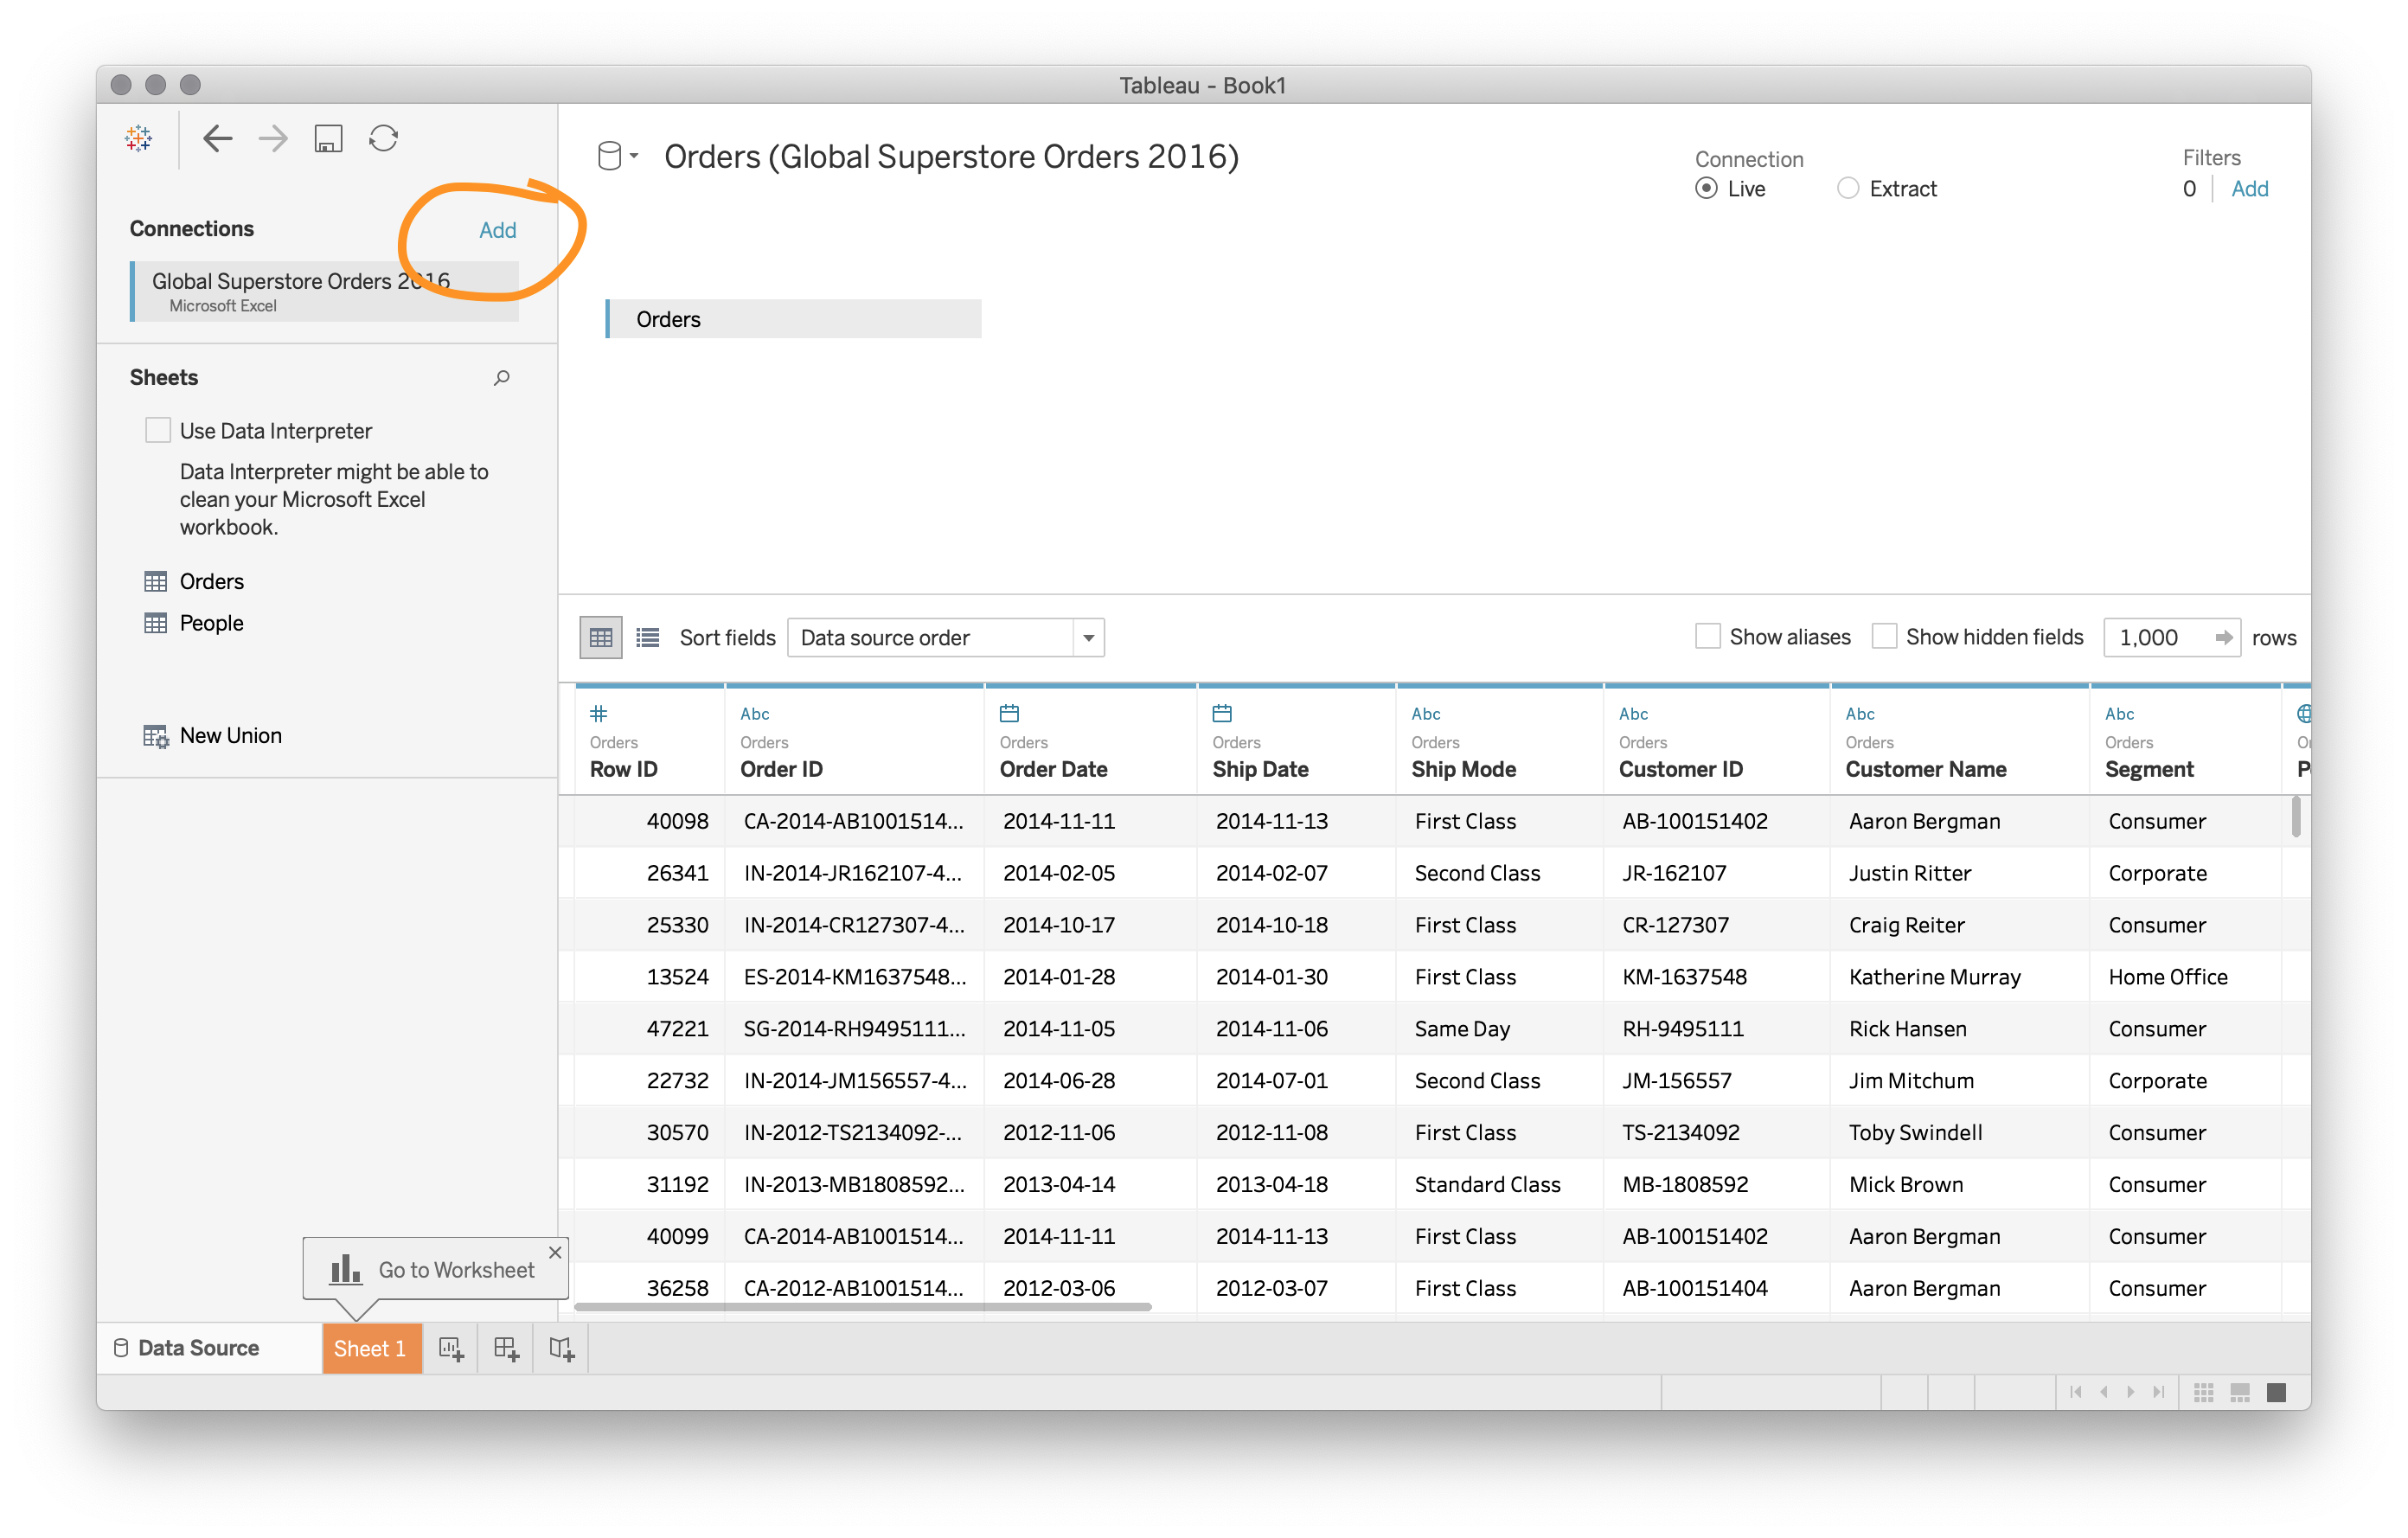 Tableau - Book1
Connections Add
Global Superstore Orders 2016
Microsoft Excel
Sheets
Use Data Interpreter
Data Interpreter might be able to
clean your Microsoft Excel
workbook.
Orders
People
New Union
Orders (Global Superstore Orders 2016)
Connection
Live Extract
Filters
0 Add
Orders
Sort fields Data source order Show aliases Show hidden fields 1,000 rows
# Abc Abc Abc Abc Abc
Orders Orders Orders Orders Orders Orders Orders Orders
Row ID Order ID Order Date Ship Date Ship Mode Customer ID Customer Name Segment
40098 CA-2014-AB1001514... 2014-11-11 2014-11-13 First Class AB-100151402 Aaron Bergman Consumer
26341 IN-2014-JR162107-4... 2014-02-05 2014-02-07 Second Class JR-162107 Justin Ritter Corporate
25330 IN-2014-CR127307-4... 2014-10-17 2014-10-18 First Class CR-127307 Craig Reiter Consumer
13524 ES-2014-KM1637548... 2014-01-28 2014-01-30 First Class KM-1637548 Katherine Murray Home Office
47221 SG-2014-RH9495111... 2014-11-05 2014-11-06 Same Day RH-9495111 Rick Hansen Consumer
22732 IN-2014-JM156557-4... 2014-06-28 2014-07-01 Second Class JM-156557 Jim Mitchum Corporate
30570 IN-2012-TS2134092-... 2012-11-06 2012-11-08 First Class TS-2134092 Toby Swindell Consumer
31192 IN-2013-MB1808592... 2013-04-14 2013-04-18 Standard Class MB-1808592 Mick Brown Consumer
40099 CA-2014-AB1001514... 2014-11-11 2014-11-13 First Class AB-100151402 Aaron Bergman Consumer
36258 CA-2012-AB1001514... 2012-03-06 2012-03-07 First Class AB-100151404 Aaron Bergman Consumer
Go to Worksheet
Data Source Sheet 1